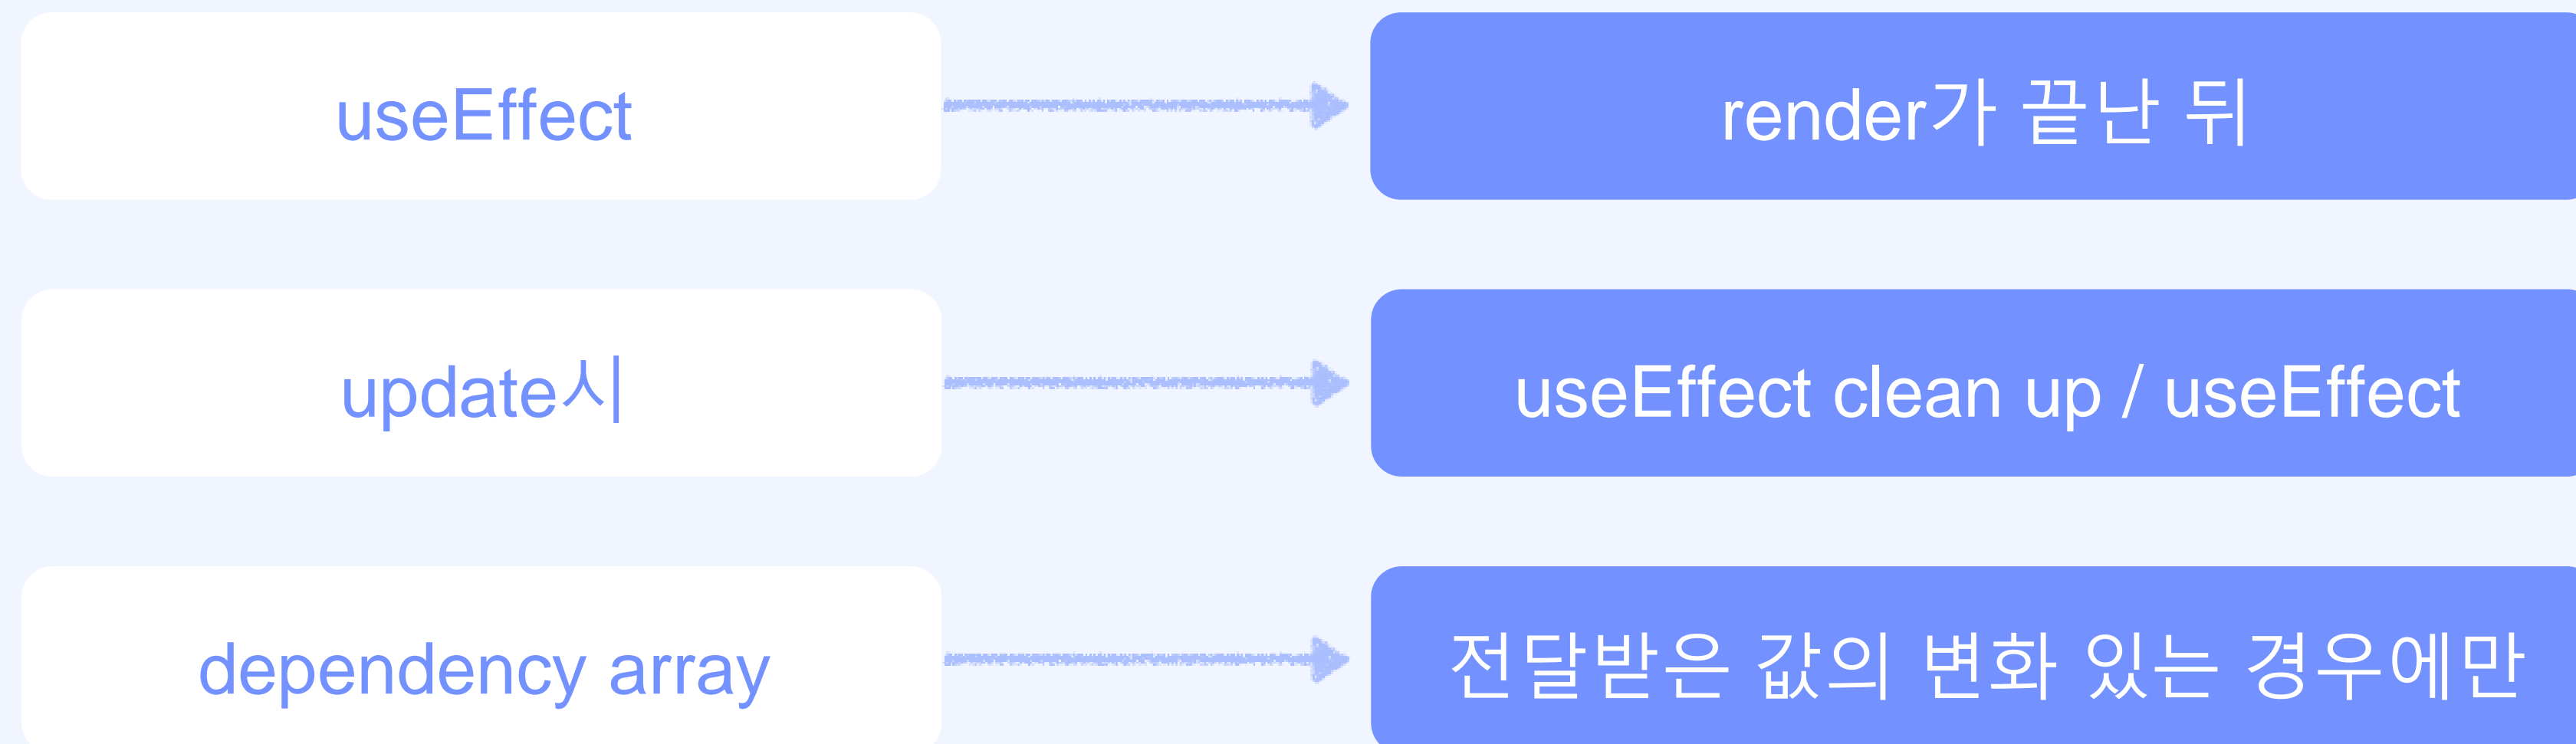 useEffect
render가 끝난 뒤
update시
useEffect clean up / useEffect
dependency array
전달받은 값의 변화 있는 경우에만